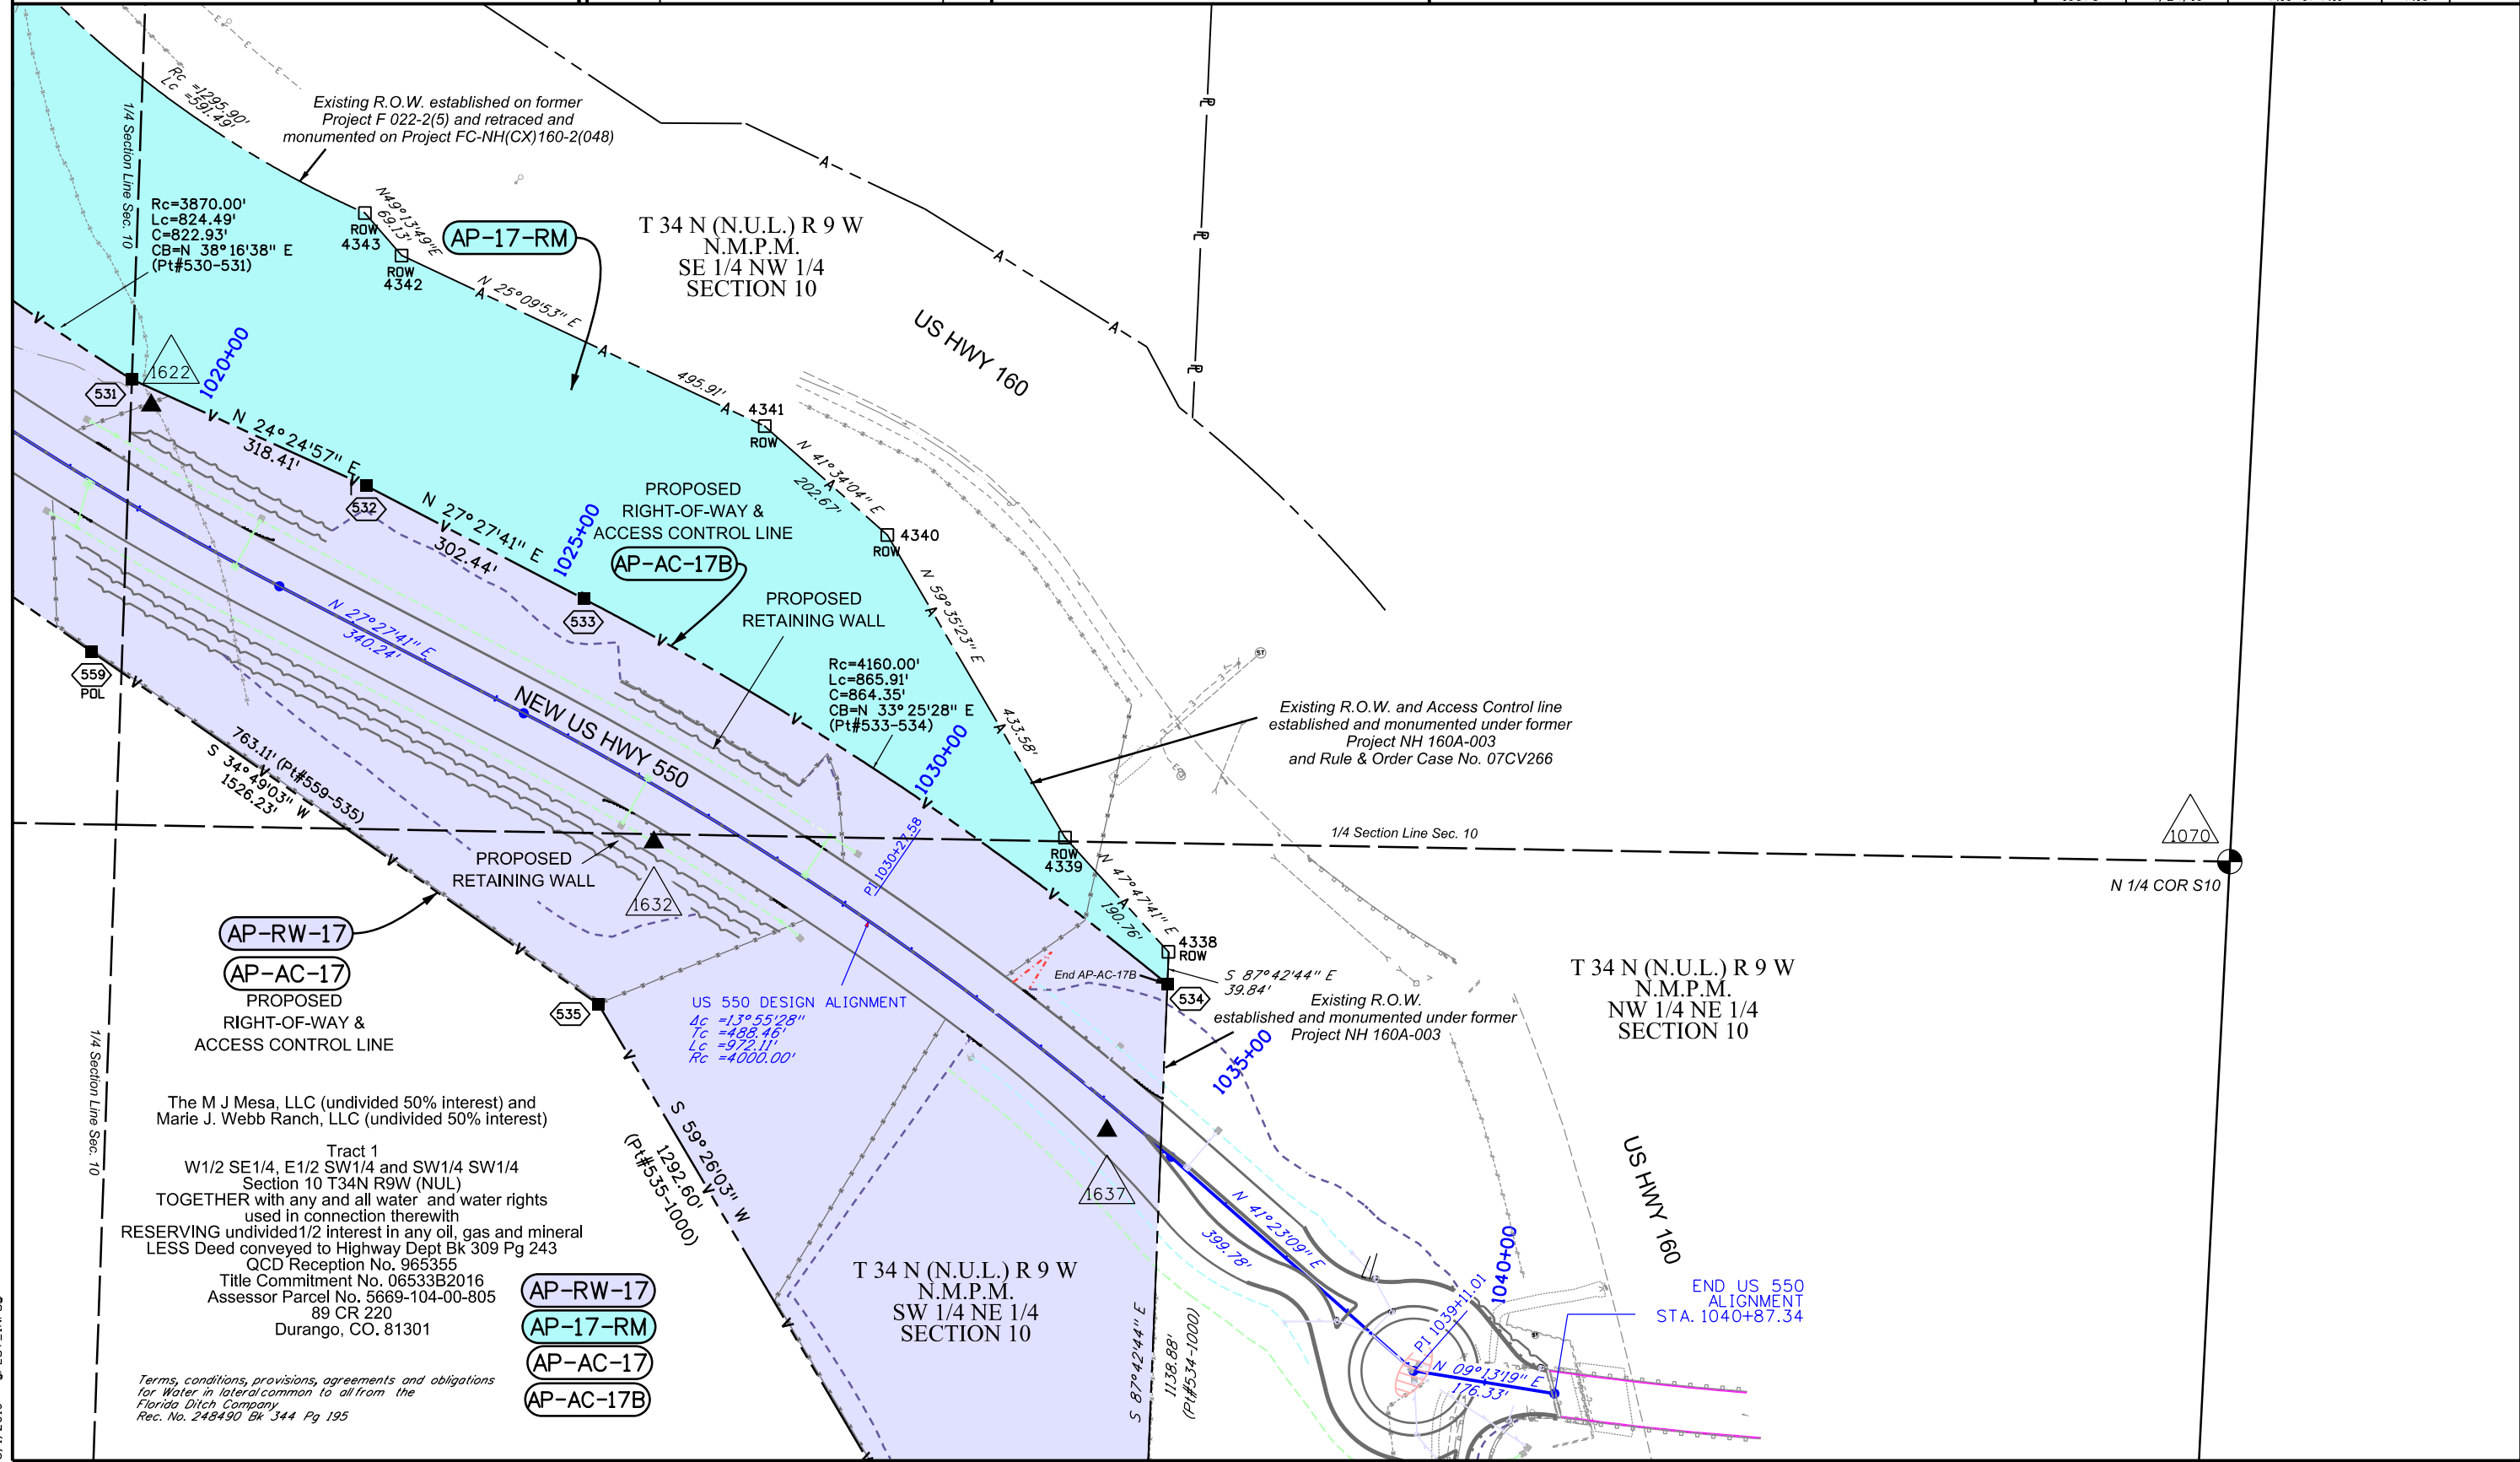 Rc =1295.90'
Lc =591.49'
1/4 Section Line Sec. 10
Existing R.O.W. established on former
Project F 022-2(5) and retraced and
monumented on Project FC-NH(CX)160-2(048)
Rc=3870.00'
Lc=824.49'
C=822.93'
CB=N 38°16'38" E
(Pt#530-531)
N49°13'49"E
69.13'
ROW
4343
ROW
4342
AP-17-RM
T 34 N (N.U.L.) R 9 W
N.M.P.M.
SE 1/4 NW 1/4
SECTION 10
N 25°09'53" E
495.91'
US HWY 160
1622
531
1020+00
N 24°24'57" E
318.41'
532
N 27°27'41" E
302.44'
4341
ROW
N 41°34'04" E
202.67'
4340
ROW
PROPOSED
RIGHT-OF-WAY &
ACCESS CONTROL LINE
AP-AC-17B
1025+00
533
PROPOSED
RETAINING WALL
N 59°35'23" E
433.58'
Rc=4160.00'
Lc=865.91'
C=864.35'
CB=N 33°25'28" E
(Pt#533-534)
N 27°27'41" E
340.24'
NEW US HWY 550
559
POL
763.11' (Pt#559-535)
S 34°49'03" W
1526.23'
1030+00
PI 1030+27.58
Existing R.O.W. and Access Control line
established and monumented under former
Project NH 160A-003
and Rule & Order Case No. 07CV266
1/4 Section Line Sec. 10
1070
N 1/4 COR S10
ROW
4339
N 47°47'41" E
190.76'
4338
ROW
PROPOSED
RETAINING WALL
1632
AP-RW-17
AP-AC-17
PROPOSED
RIGHT-OF-WAY &
ACCESS CONTROL LINE
535
End AP-AC-17B
534
S 87°42'44" E
39.84'
Existing R.O.W.
established and monumented under former
Project NH 160A-003
US 550 DESIGN ALIGNMENT
Δc =13°55'28"
Tc =488.46'
Lc =972.11'
Rc =4000.00'
T 34 N (N.U.L.) R 9 W
N.M.P.M.
NW 1/4 NE 1/4
SECTION 10
1035+00
1/4 Section Line Sec. 10
The M J Mesa, LLC (undivided 50% interest) and
Marie J. Webb Ranch, LLC (undivided 50% interest)
Tract 1
W1/2 SE1/4, E1/2 SW1/4 and SW1/4 SW1/4
Section 10 T34N R9W (NUL)
TOGETHER with any and all water and water rights
used in connection therewith
RESERVING undivided1/2 interest in any oil, gas and mineral
LESS Deed conveyed to Highway Dept Bk 309 Pg 243
QCD Reception No. 965355
Title Commitment No. 06533B2016
Assessor Parcel No. 5669-104-00-805
89 CR 220
Durango, CO. 81301
S 59°26'03" W
1292.60'
(Pt#535-1000)
1637
N 41°23'09" E
399.78'
US HWY 160
AP-RW-17
AP-17-RM
AP-AC-17
AP-AC-17B
T 34 N (N.U.L.) R 9 W
N.M.P.M.
SW 1/4 NE 1/4
SECTION 10
S 87°42'44" E
1138.88'
(Pt#534-1000)
PI 1039+11.01
1040+00
END US 550
ALIGNMENT
STA. 1040+87.34
N 09°13'19" E
176.33'
Terms, conditions, provisions, agreements and obligations
for Water in lateral common to all from the
Florida Ditch Company
Rec. No. 248490 Bk 344 Pg 195